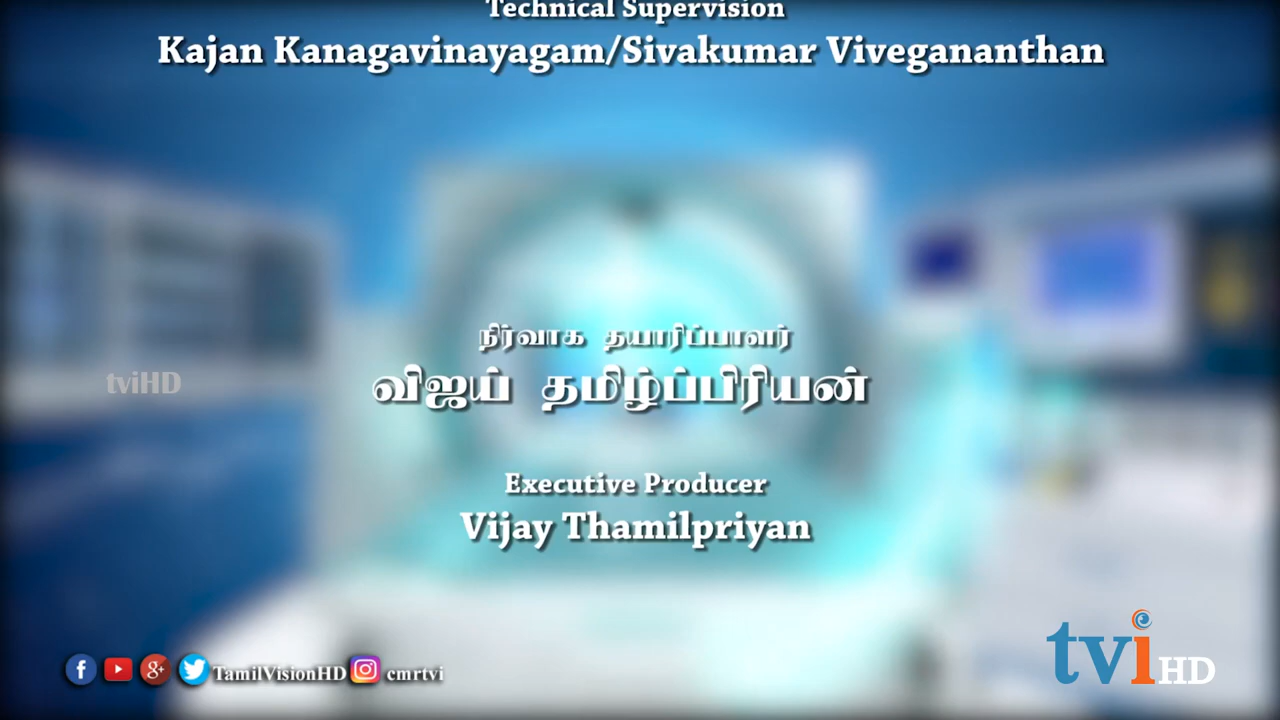 Technical Supervision
Kajan Kanagavinayagam/Sivakumar Vivegananthan
நிர்வாக தயாரிப்பாளர்
விஜய் தமிழ்ப்பிரியன்
tviHD
Executive Producer
Vijay Thamilpriyan
TamilVisionHD cmrtvi
tvi HD